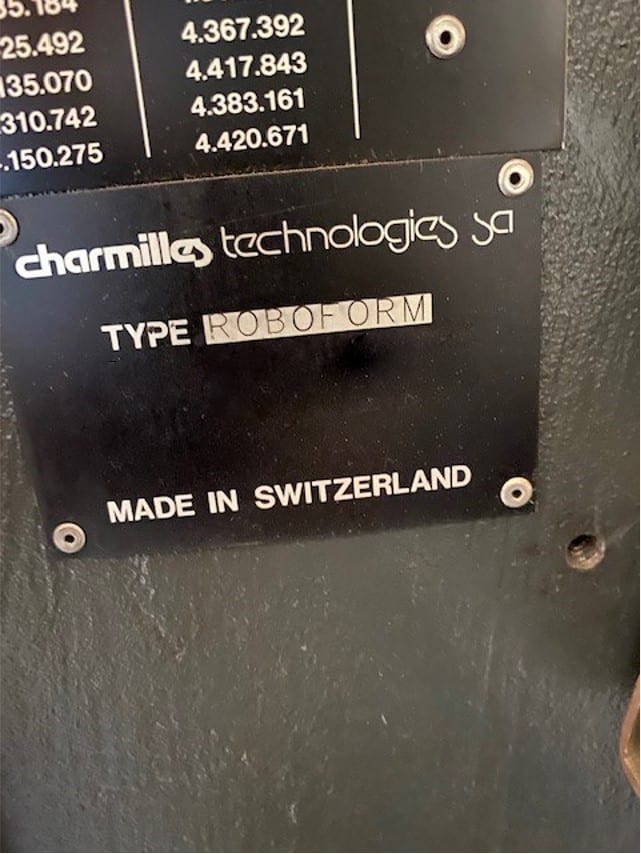 4.367.392
25.492
4.417.843
135.070
4.383.161
310.742
4.420.671
.150.275
charmilles technologies sa
TYPE ROBOFORM
MADE IN SWITZERLAND